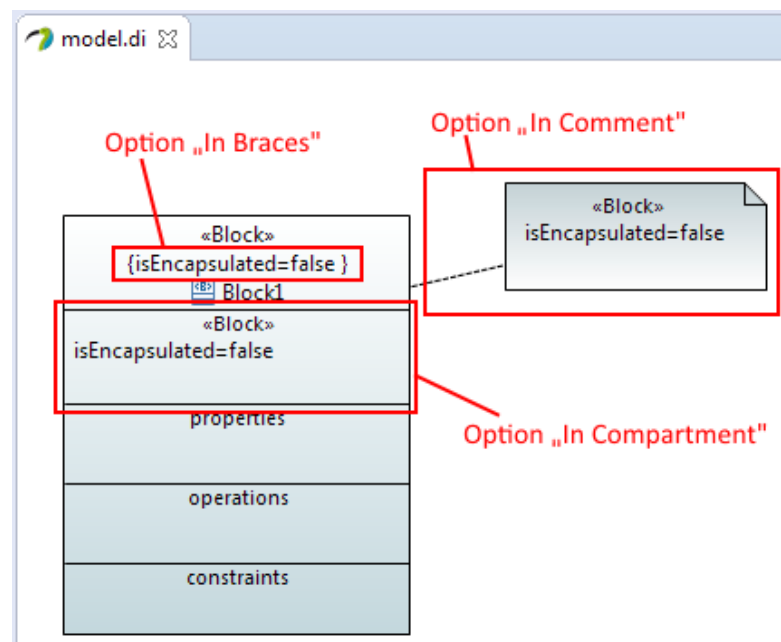 model.di
Option „In Braces"
Option „In Comment"
«Block»
{isEncapsulated=false }
Block1
«Block»
isEncapsulated=false
«Block»
isEncapsulated=false
properties
Option „In Compartment"
operations
constraints